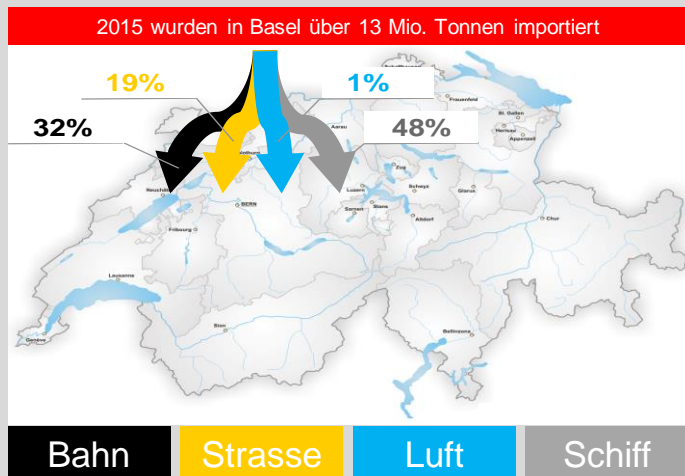 2015 wurden in Basel über 13 Mio. Tonnen importiert
19%
1%
32%
48%
Aarau
Frauenfeld
St. Gallen
Herisau
Appenzell
Neuchâtel
BERN
Fribourg
Luzern
Zug
Schwyz
Glarus
Sarnen
Stans
Altdorf
Chur
Lausanne
Genève
Sion
Bellinzona
Bahn
Strasse
Luft
Schiff